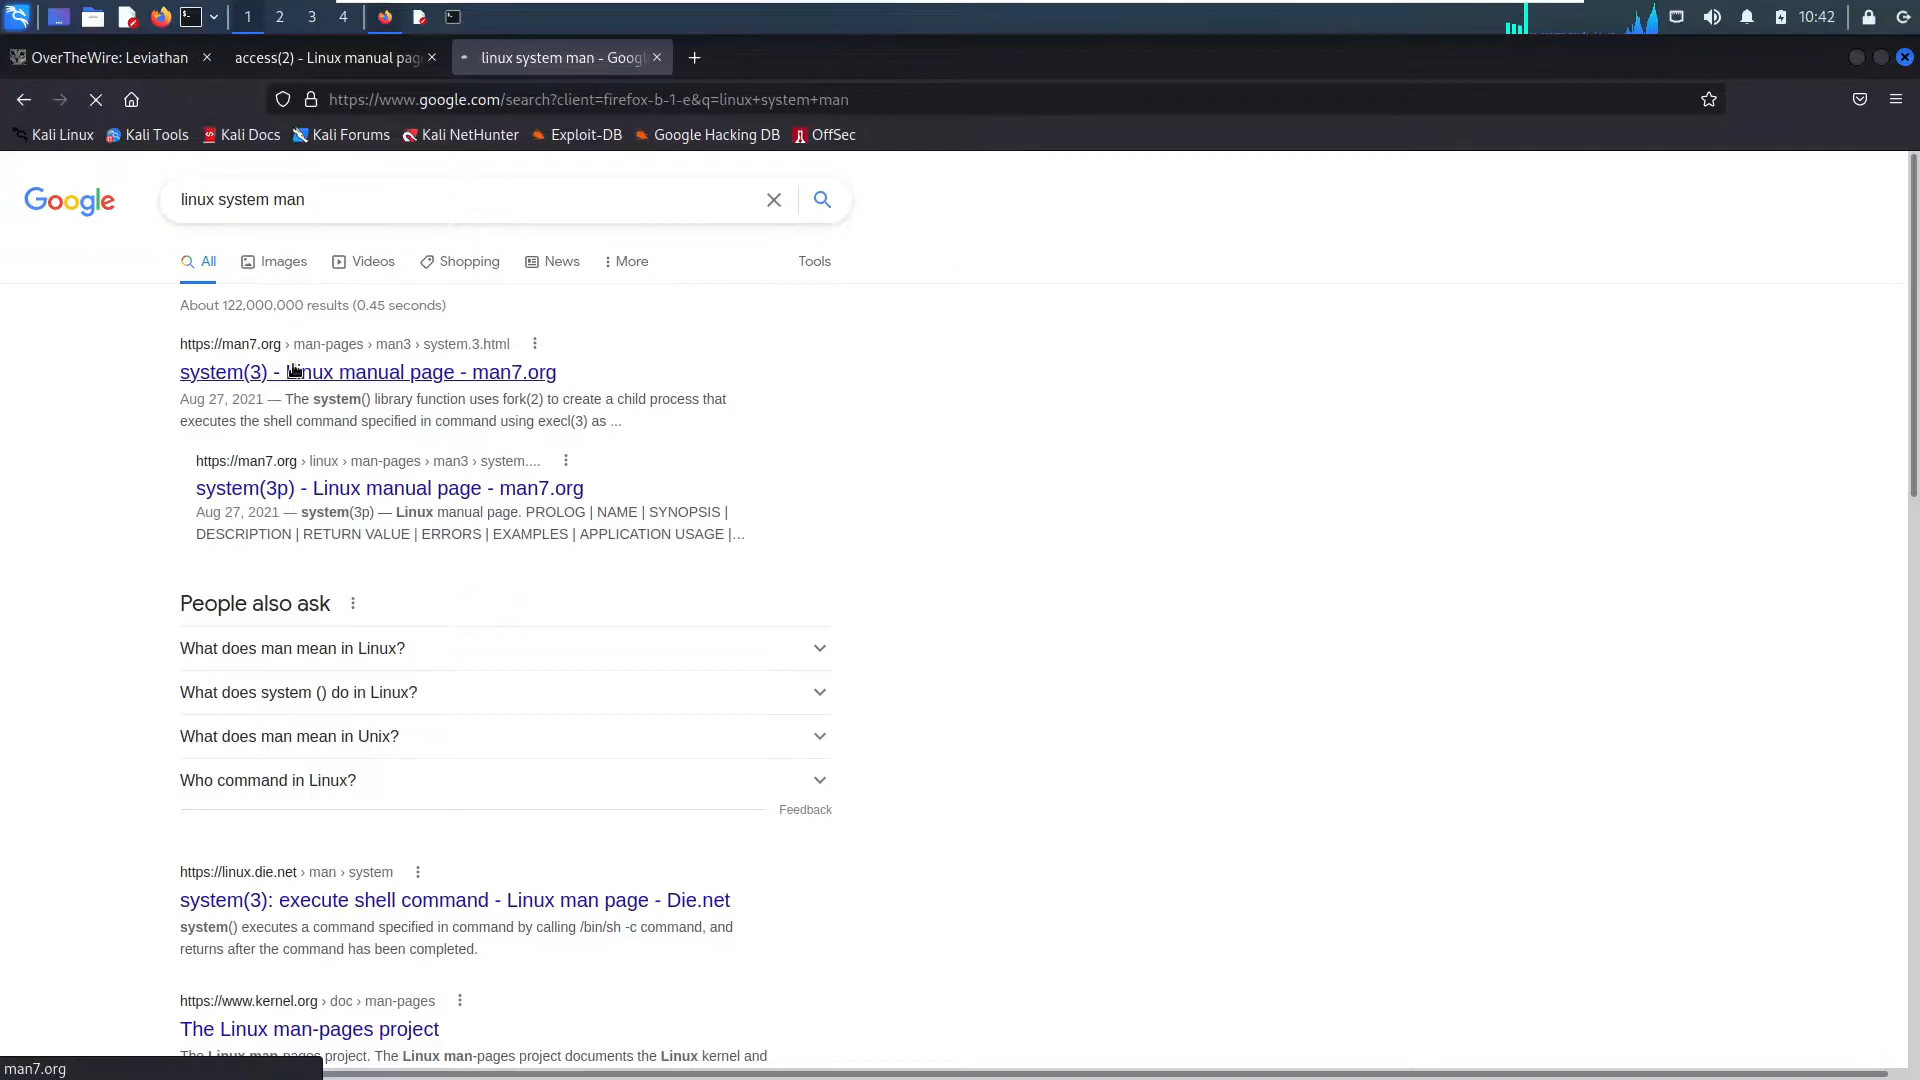 1 2 3 4 10:42
OverTheWire: Leviathan access(2) - Linux manual pag linux system man - Googl
https://www.google.com/search?client=firefox-b-1-e&q=linux+system+man
Kali Linux Kali Tools Kali Docs Kali Forums Kali NetHunter Exploit-DB Google Hacking DB OffSec
Google linux system man
All Images Videos Shopping News More Tools
About 122,000,000 results (0.45 seconds)
https://man7.org › man-pages › man3 › system.3.html
system(3) - Linux manual page - man7.org
Aug 27, 2021 — The system() library function uses fork(2) to create a child process that
executes the shell command specified in command using execl(3) as ...
https://man7.org › linux › man-pages › man3 › system....
system(3p) - Linux manual page - man7.org
Aug 27, 2021 — system(3p) — Linux manual page. PROLOG | NAME | SYNOPSIS |
DESCRIPTION | RETURN VALUE | ERRORS | EXAMPLES | APPLICATION USAGE |...
People also ask
What does man mean in Linux?
What does system () do in Linux?
What does man mean in Unix?
Who command in Linux?
Feedback
https://linux.die.net › man › system
system(3): execute shell command - Linux man page - Die.net
system() executes a command specified in command by calling /bin/sh -c command, and
returns after the command has been completed.
https://www.kernel.org › doc › man-pages
The Linux man-pages project
The Linux man-pages project. The Linux man-pages project documents the Linux kernel and
man7.org